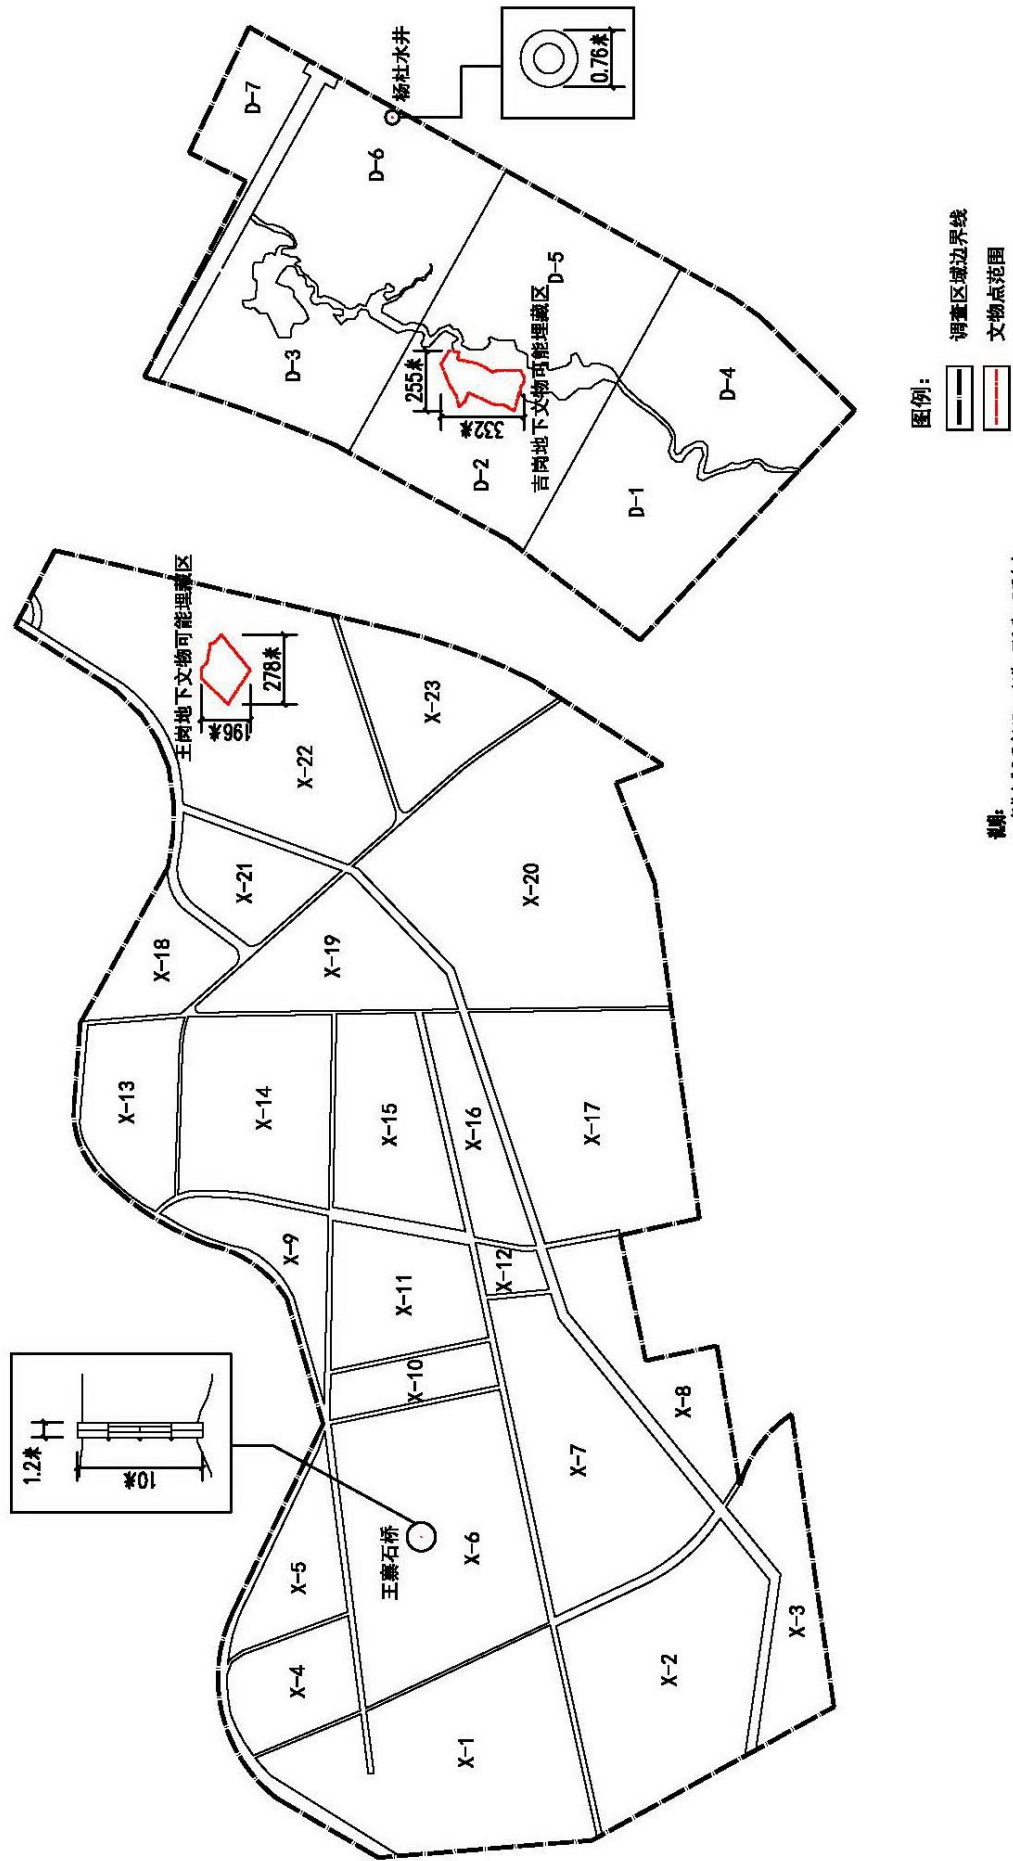 D-7
杨杜水井
0.76米
D-6
D-3
D-5
255米
332米
吉岗地下文物可能埋藏区
D-2
D-4
D-1
图例：
调查区域边界线
文物点范围
说明：
王岗地下文物可能埋藏区
196米
278米
X-22
X-23
X-21
X-20
X-18
X-19
X-13
X-14
X-15
X-16
X-17
X-9
X-11
X-12
X-10
X-8
X-7
1.2米
10米
王寨石桥
X-6
X-5
X-4
X-3
X-2
X-1